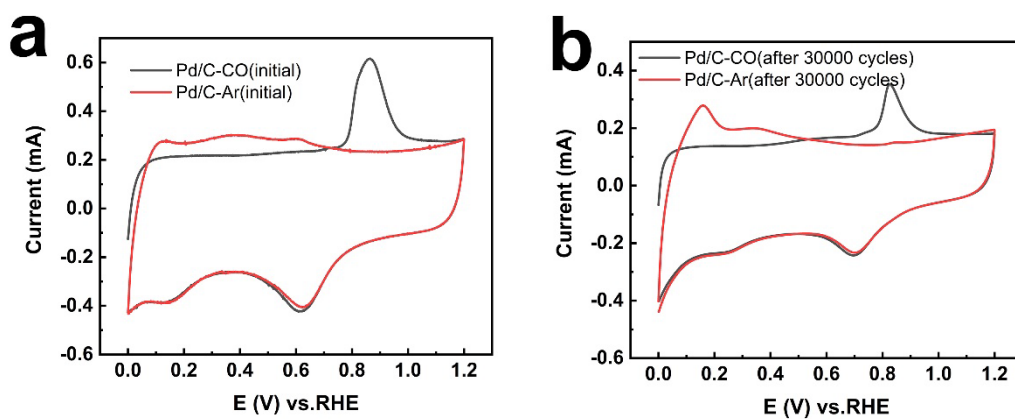 a
Pd/C-CO(initial)
Pd/C-Ar(initial)
Current (mA)
0.6
0.4
0.2
0.0
-0.2
-0.4
-0.6
0.0 0.2 0.4 0.6 0.8 1.0 1.2
E (V) vs.RHE
b
Pd/C-CO(after 30000 cycles)
Pd/C-Ar(after 30000 cycles)
Current (mA)
0.4
0.2
0.0
-0.2
-0.4
-0.6
0.0 0.2 0.4 0.6 0.8 1.0 1.2
E (V) vs.RHE